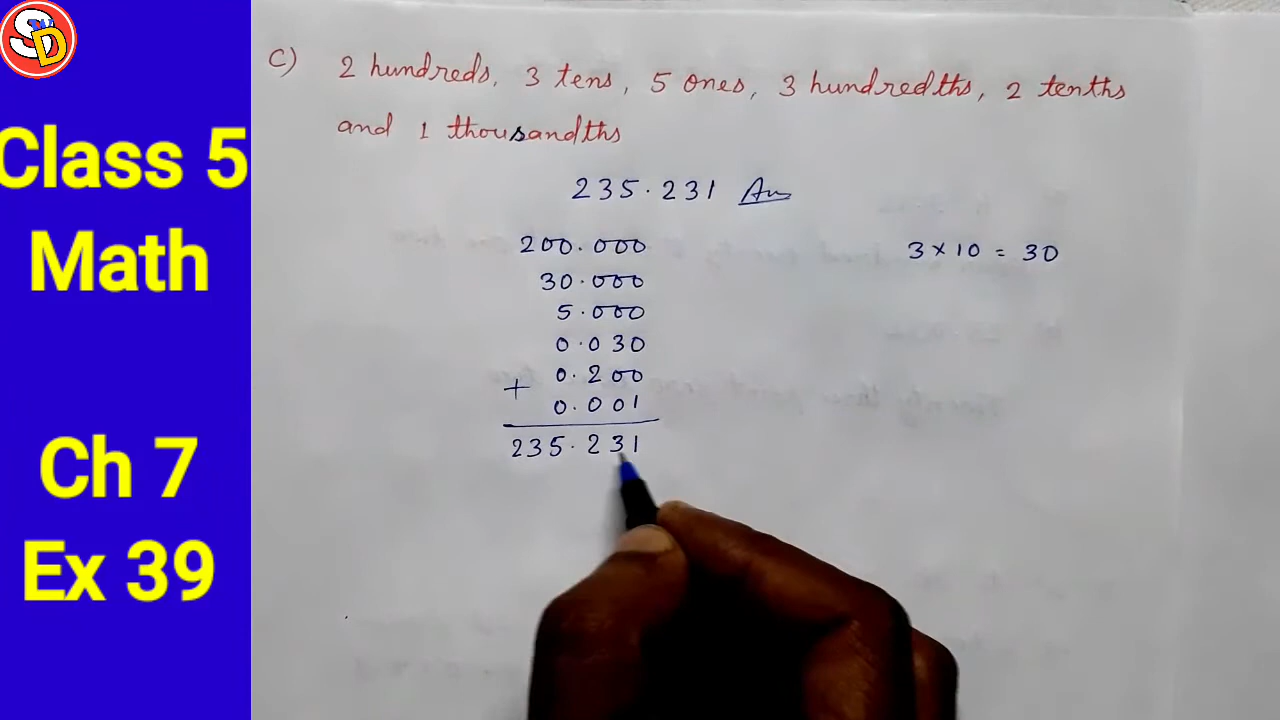 SD
Class 5
Math
Ch 7
Ex 39
C) 2 hundreds, 3 tens, 5 ones, 3 hundredths, 2 tenths
and 1 thousandths
235.231 Ans
200.000
30.000
5.000
0.030
+ 0.200
0.001
235.231
3 × 10 = 30